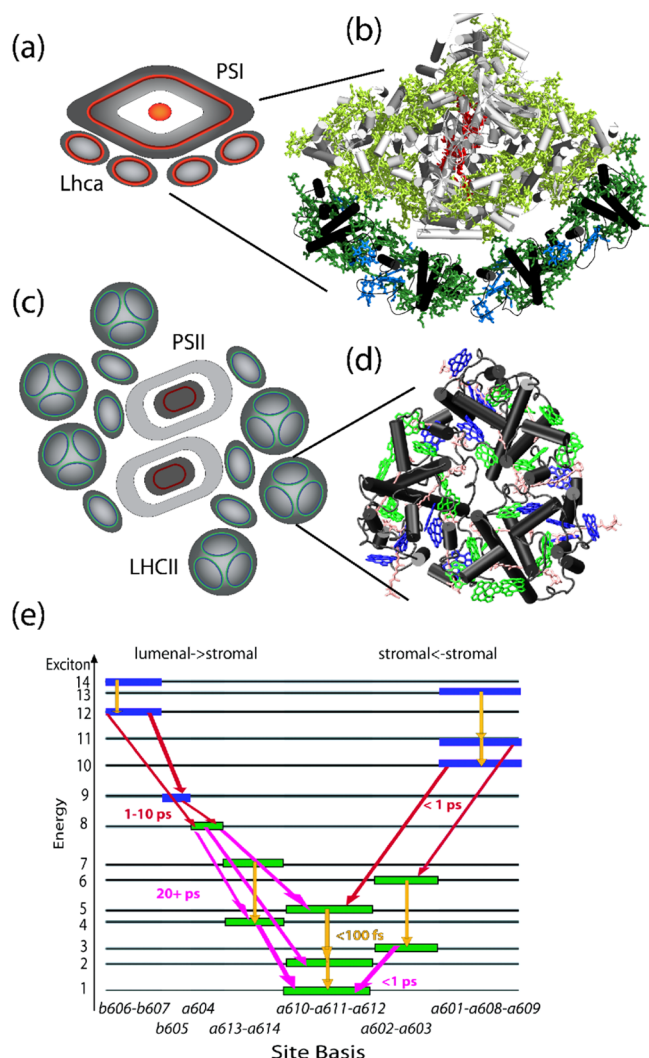 (a)
PSI
Lhca
(b)
(c)
PSII
LHCII
(d)
(e)
lumenal->stromal
stromal<-stromal
Exciton
14
13
12
11
10
9
8
7
6
5
4
3
2
1
Energy
1-10 ps
< 1 ps
20+ ps
<100 fs
<1 ps
b606-b607
a604
a610-a611-a612
a601-a608-a609
b605
a613-a614
a602-a603
Site Basis